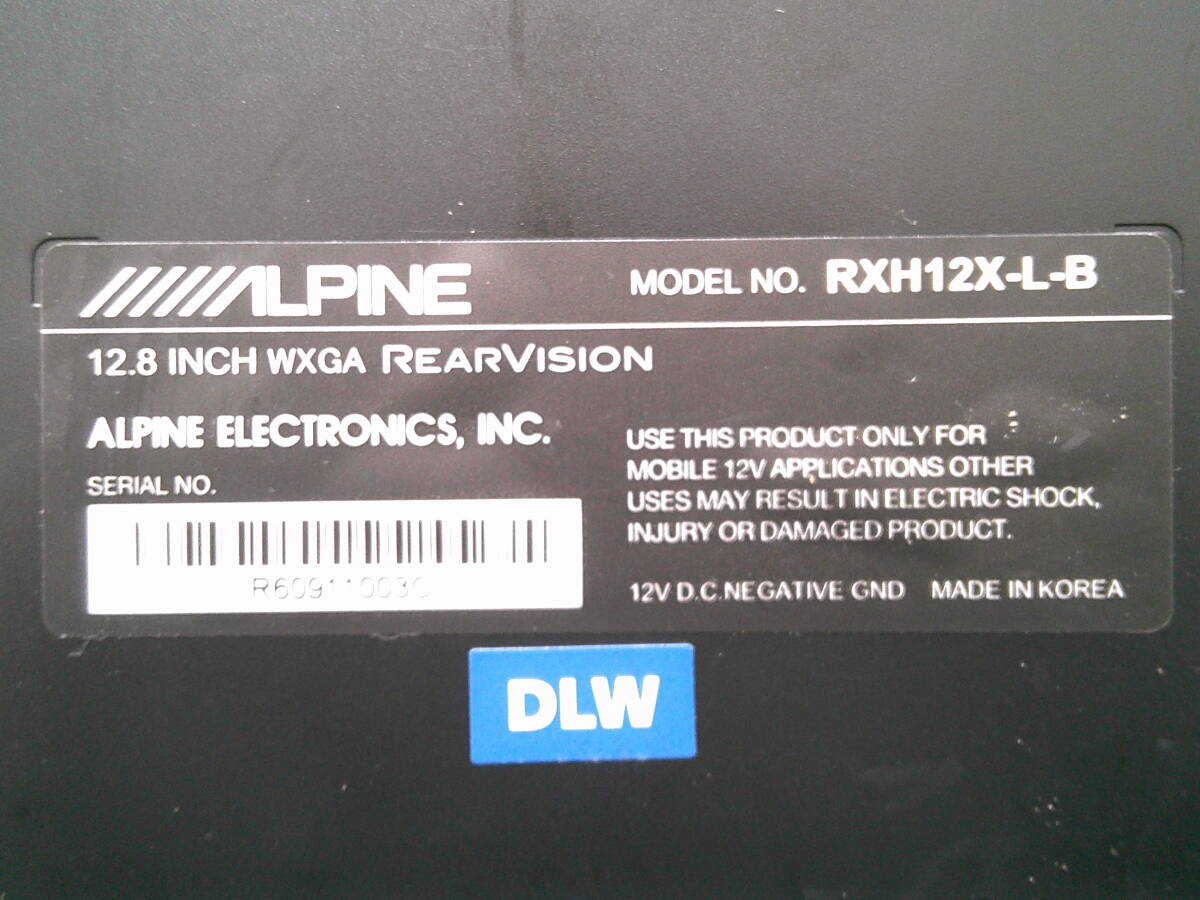 ALPINE
MODEL NO. RXH12X-L-B
12.8 INCH WXGA REARVISION
ALPINE ELECTRONICS, INC.
SERIAL NO.
USE THIS PRODUCT ONLY FOR
MOBILE 12V APPLICATIONS OTHER
USES MAY RESULT IN ELECTRIC SHOCK,
INJURY OR DAMAGED PRODUCT.
12V D.C.NEGATIVE GND MADE IN KOREA
DLW